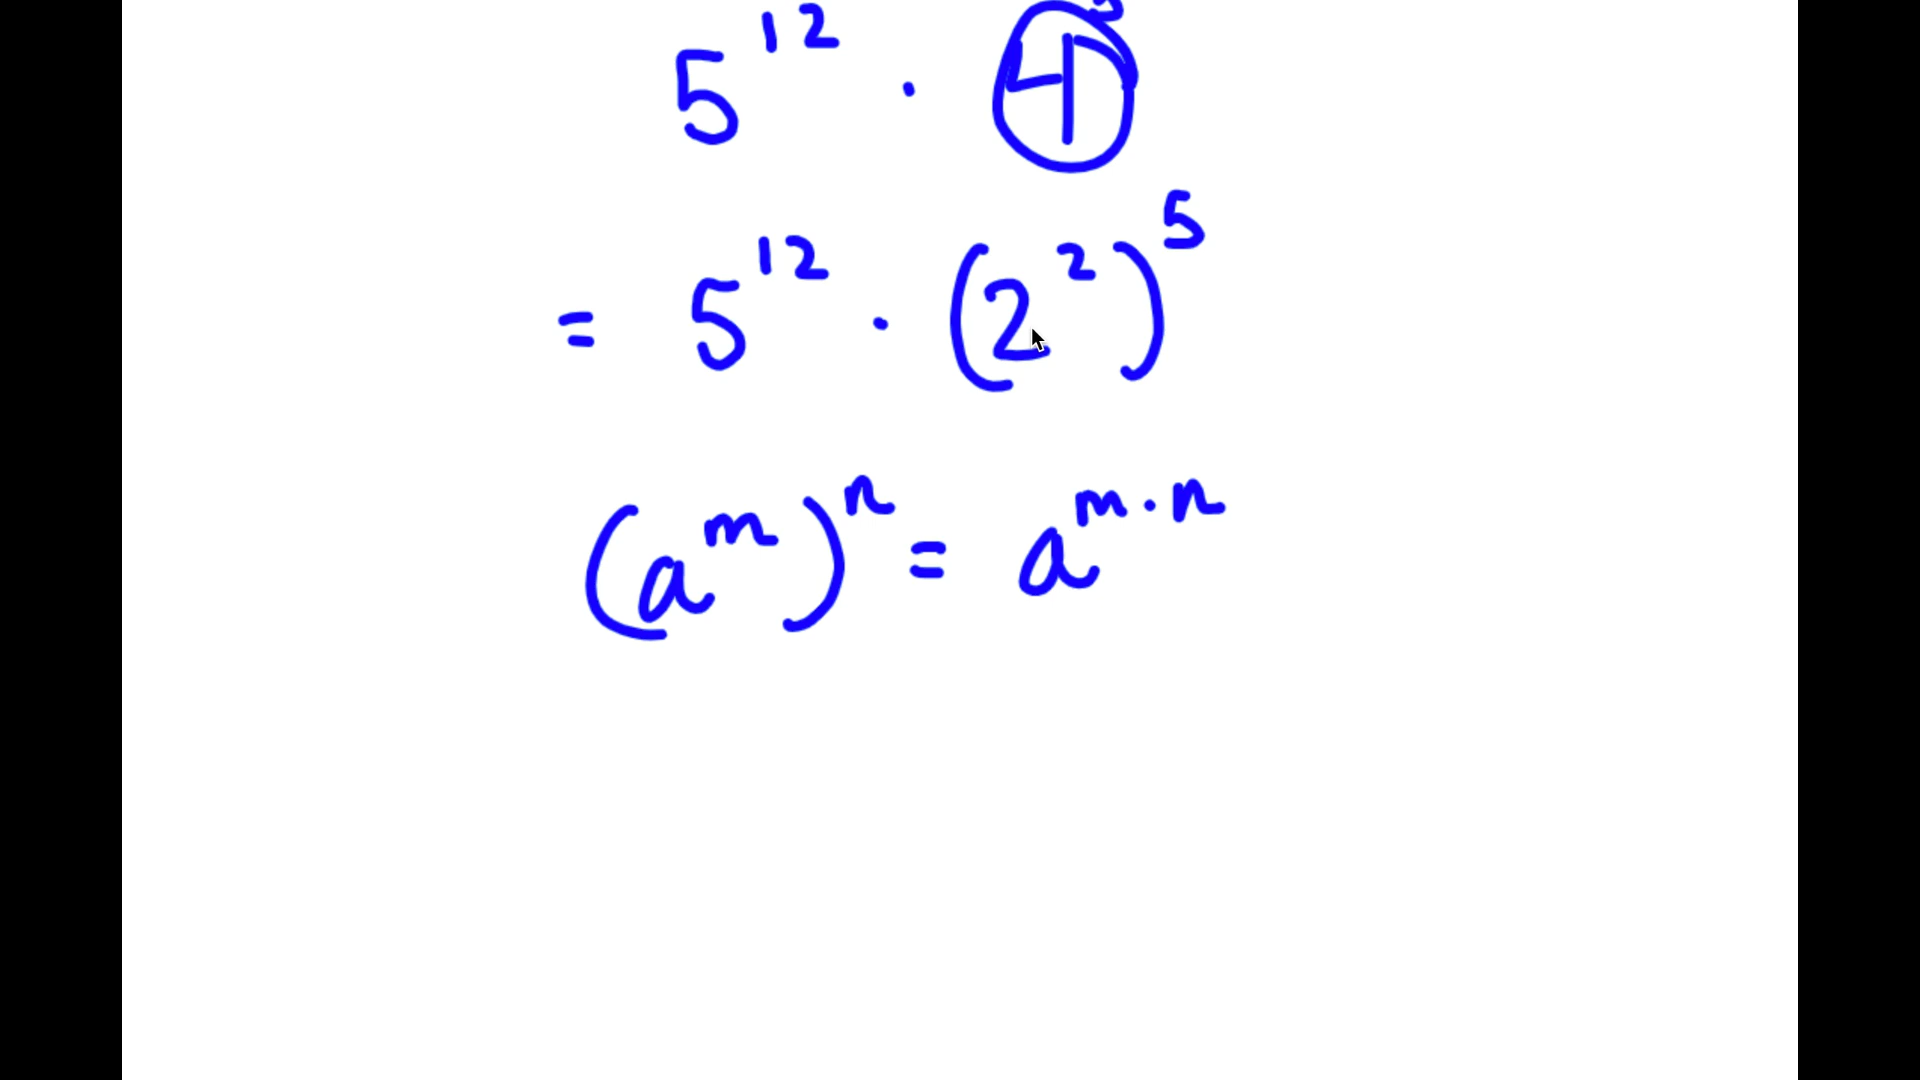 5^12 · 4^5
= 5^12 · (2^2)^5
(a^m)^n = a^(m·n)